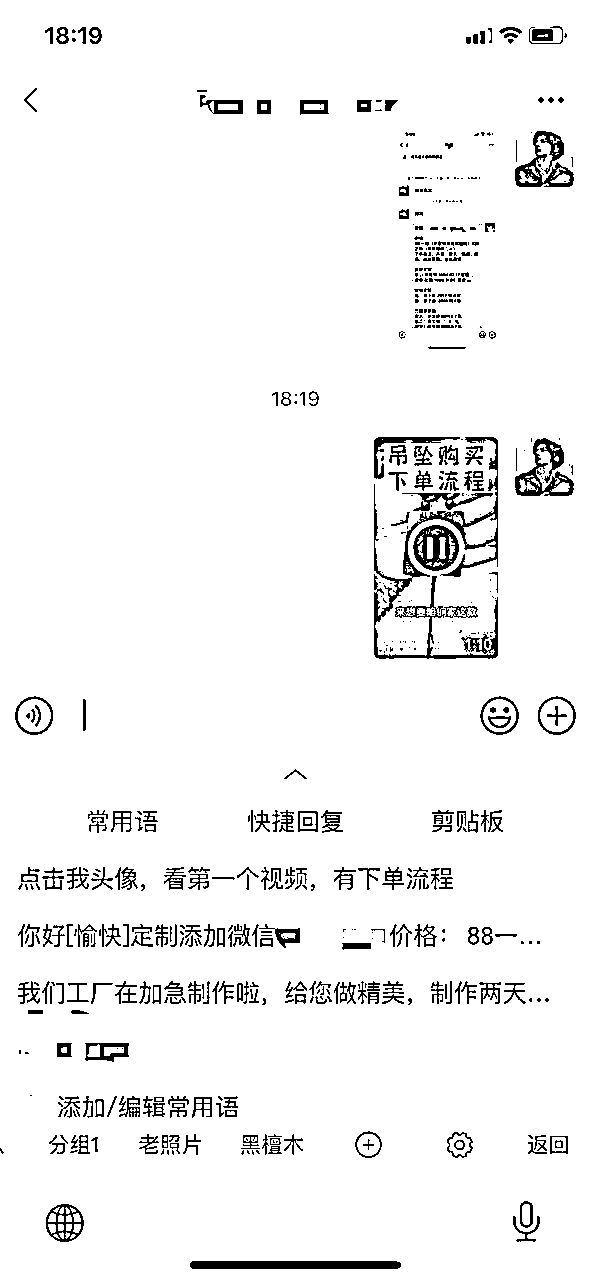 18:19
18:19
吊坠购买
下单流程
1:10
常用语
快捷回复
剪贴板
点击我头像，看第一个视频，有下单流程
你好[愉快]定制添加微信
价格： 88一...
我们工厂在加急制作啦，给您做精美，制作两天...
添加/编辑常用语
分组1
老照片
黑檀木
返回